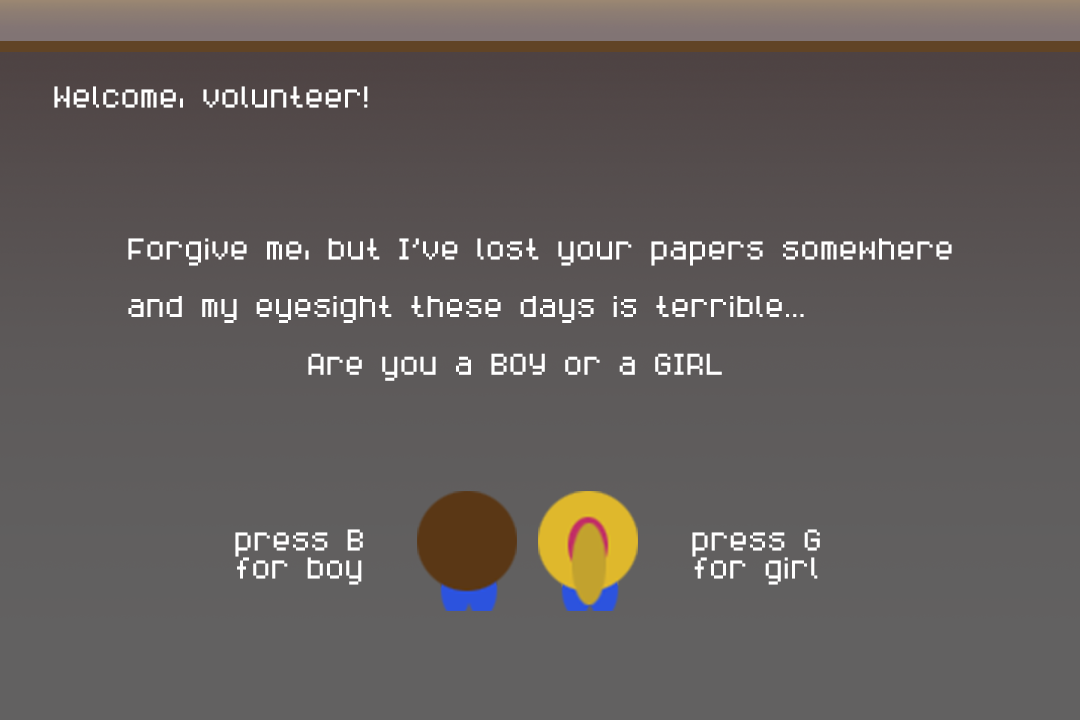 Welcome, volunteer!
Forgive me, but I've lost your papers somewhere
and my eyesight these days is terrible...
Are you a BOY or a GIRL
press B
for boy
press G
for girl